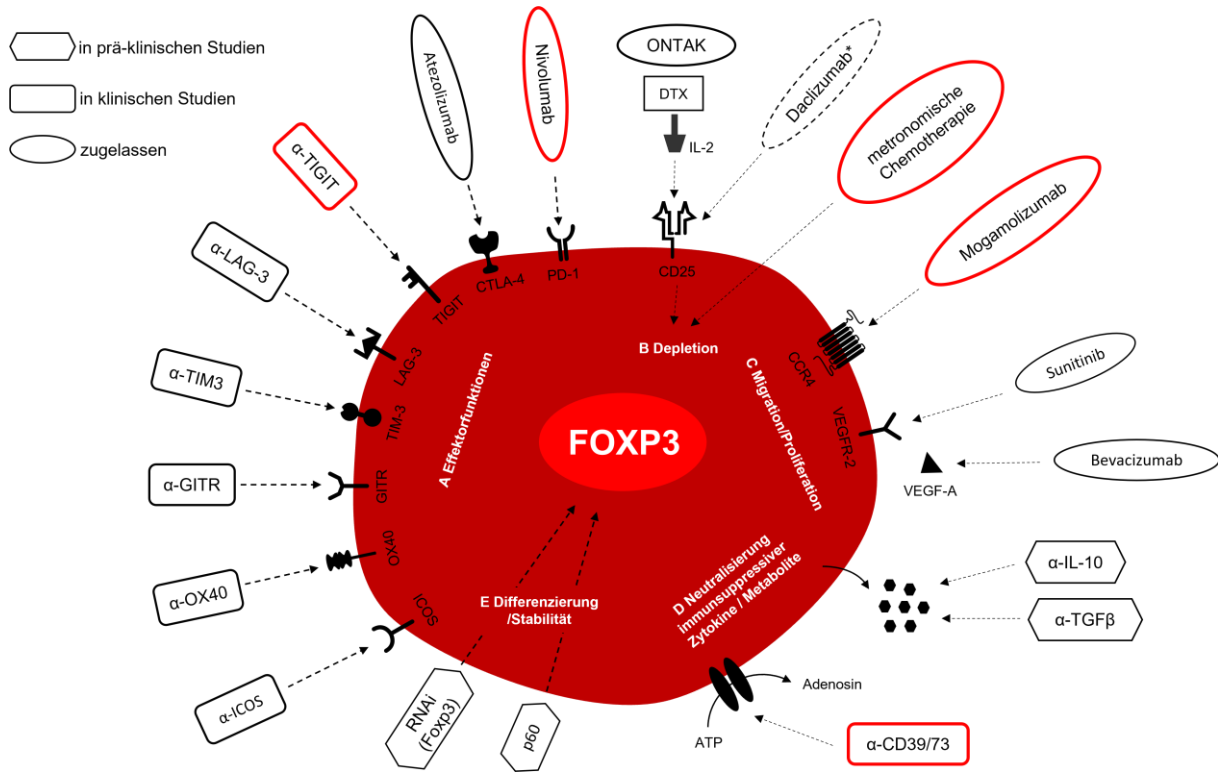 in prä-klinischen Studien
in klinischen Studien
zugelassen
α-TIGIT
Atezolizumab
Nivolumab
ONTAK
DTX
IL-2
Daclizumab*
metronomische
Chemotherapie
Mogamolizumab
α-LAG-3
α-TIM3
α-GITR
α-OX40
α-ICOS
TIGIT
CTLA-4
PD-1
CD25
LAG-3
TIM-3
GITR
OX40
ICOS
CCR4
VEGFR-2
Sunitinib
VEGF-A
Bevacizumab
A Effektorfunktionen
B Depletion
C Migration/Proliferation
FOXP3
D Neutralisierung
immunsuppressiver
Zytokine / Metabolite
E Differenzierung
/Stabilität
α-IL-10
α-TGFβ
RNAi
(Foxp3)
p60
ATP
Adenosin
α-CD39/73